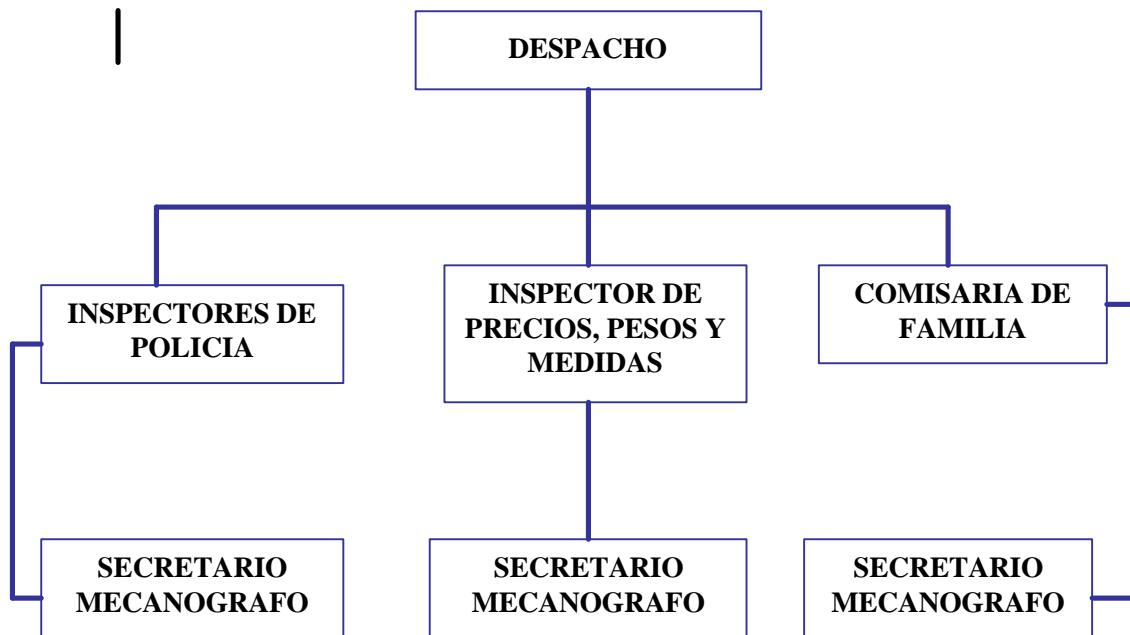 DESPACHO
INSPECTORES DE
POLICIA
INSPECTOR DE
PRECIOS, PESOS Y
MEDIDAS
COMISARIA DE
FAMILIA
SECRETARIO
MECANOGRAFO
SECRETARIO
MECANOGRAFO
SECRETARIO
MECANOGRAFO